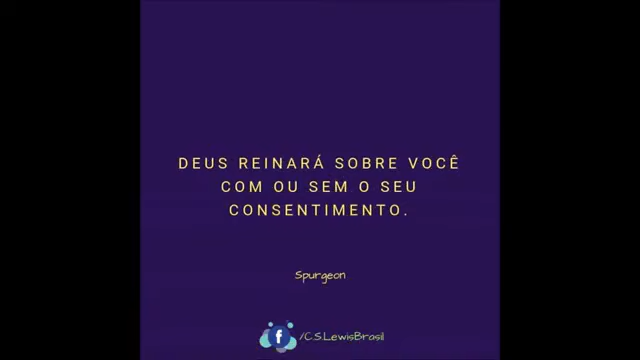 DEUS REINARÁ SOBRE VOCÊ
COM OU SEM O SEU
CONSENTIMENTO.
Spurgeon
f /C.S.LewisBrasil